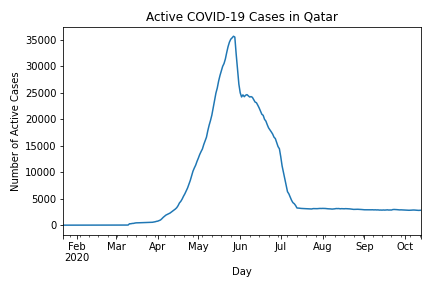 Active COVID-19 Cases in Qatar
35000
30000
25000
20000
15000
10000
5000
0
Number of Active Cases
Feb Mar Apr May Jun Jul Aug Sep Oct
2020
Day